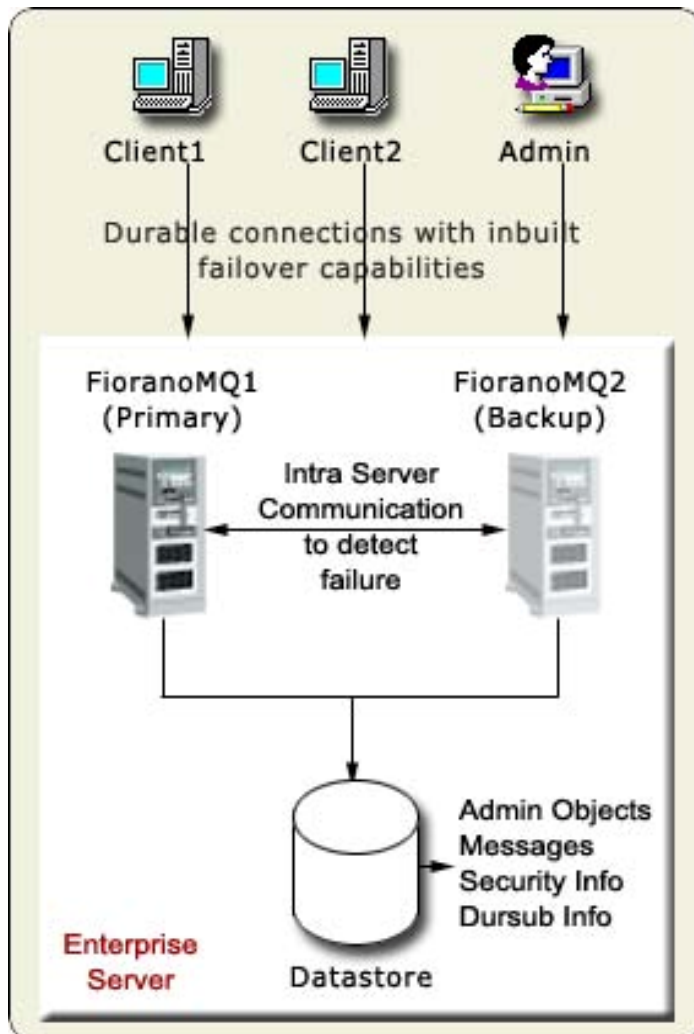 Client1
Client2
Admin
Durable connections with inbuilt
failover capabilities
FioranoMQ1
(Primary)
FioranoMQ2
(Backup)
Intra Server
Communication
to detect
failure
Admin Objects
Messages
Security Info
Dursub Info
Enterprise
Server
Datastore